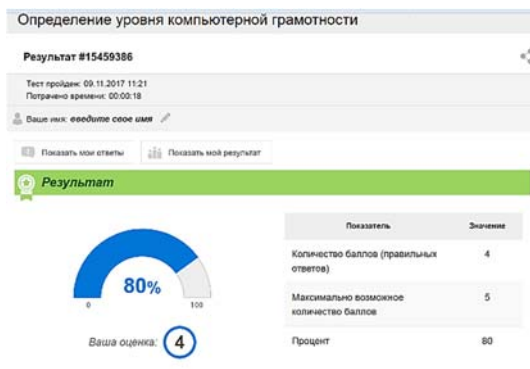 Определение уровня компьютерной грамотности
Результат #15459386
Тест пройден: 09.11.2017 11:21
Потрачено времени: 00:00:18
Ваше имя: введите свое имя
Показать мои ответы
Показать мой результат
Результат
80%
0
100
Ваша оценка: 4
Показатель Значение
Количество баллов (правильных 4
ответов)
Максимально возможное 5
количество баллов
Процент 80